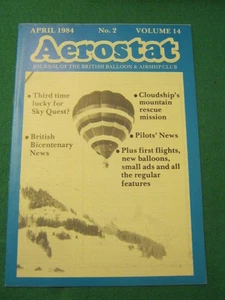 APRIL 1984 No. 2 VOLUME 14
Aerostat
JOURNAL OF THE BRITISH BALLOON & AIRSHIP CLUB
• Third time
lucky for
Sky Quest?
• British
Bicentenary
News
• Cloudship's
mountain
rescue
mission
• Pilots' News
• Plus first flights,
new balloons,
small ads and all
the regular
features